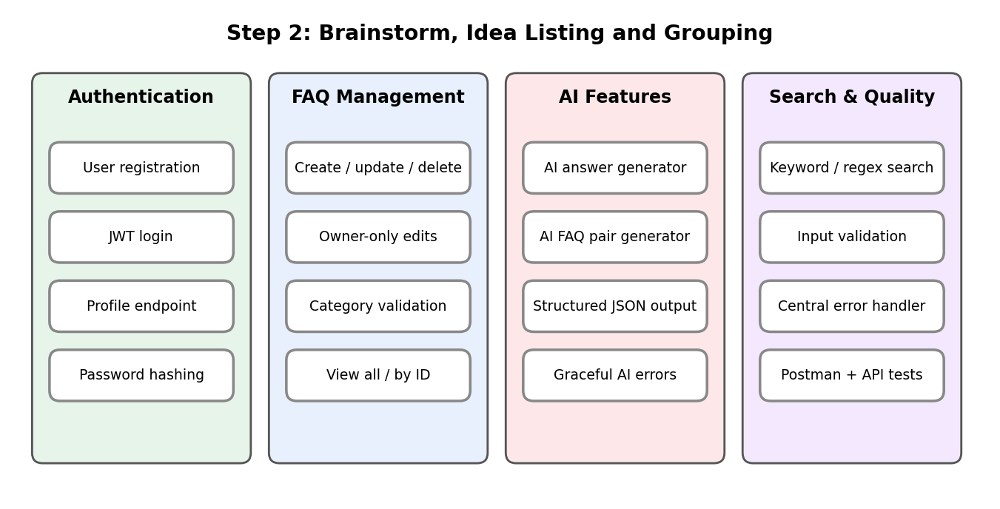 Step 2: Brainstorm, Idea Listing and Grouping
Authentication
User registration
JWT login
Profile endpoint
Password hashing
FAQ Management
Create / update / delete
Owner-only edits
Category validation
View all / by ID
AI Features
AI answer generator
AI FAQ pair generator
Structured JSON output
Graceful AI errors
Search & Quality
Keyword / regex search
Input validation
Central error handler
Postman + API tests